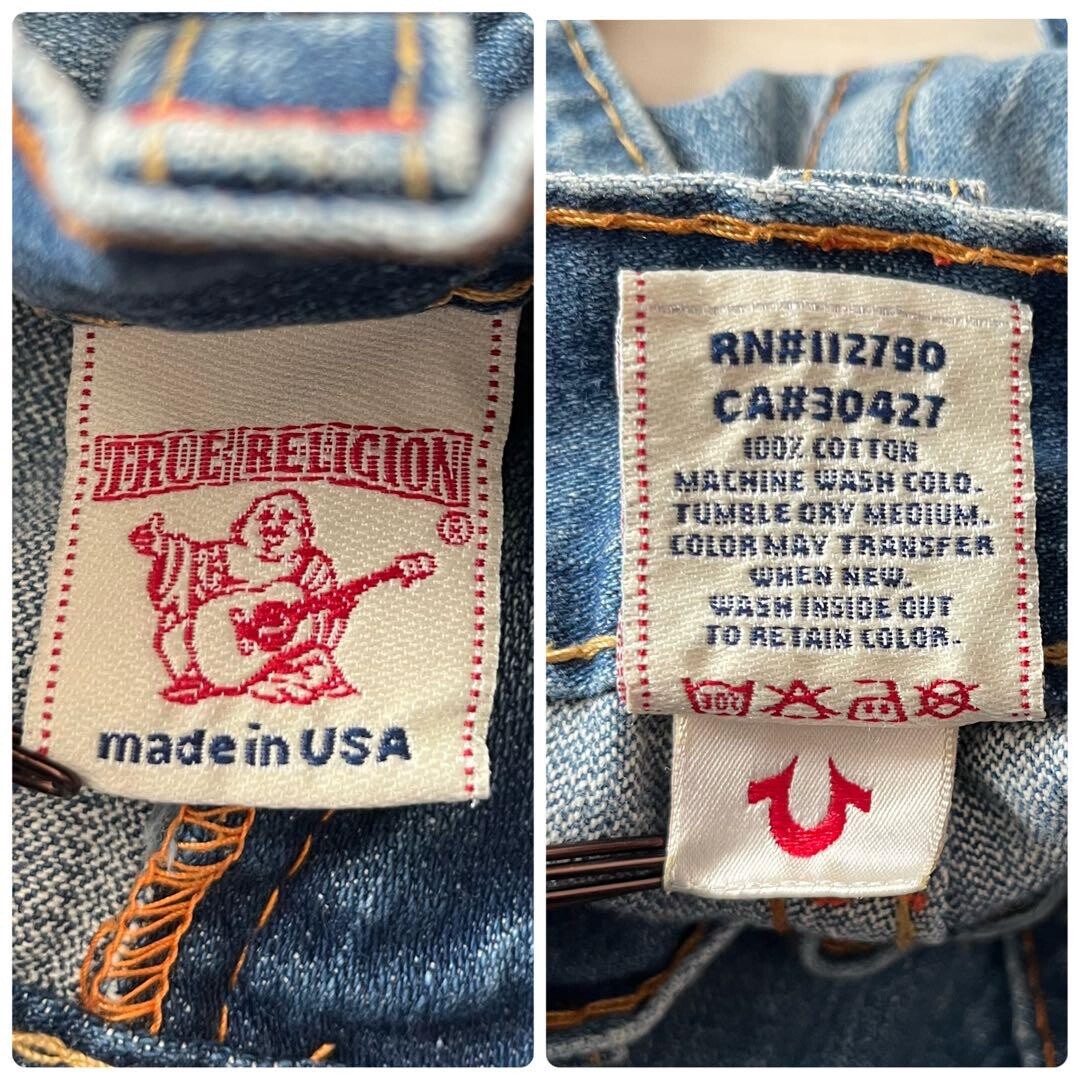 TRUE RELIGION
®
made in USA
RN#112790
CA#30427
100% COTTON
MACHINE WASH COLD.
TUMBLE DRY MEDIUM.
COLOR MAY TRANSFER
WHEN NEW.
WASH INSIDE OUT
TO RETAIN COLOR.
30C